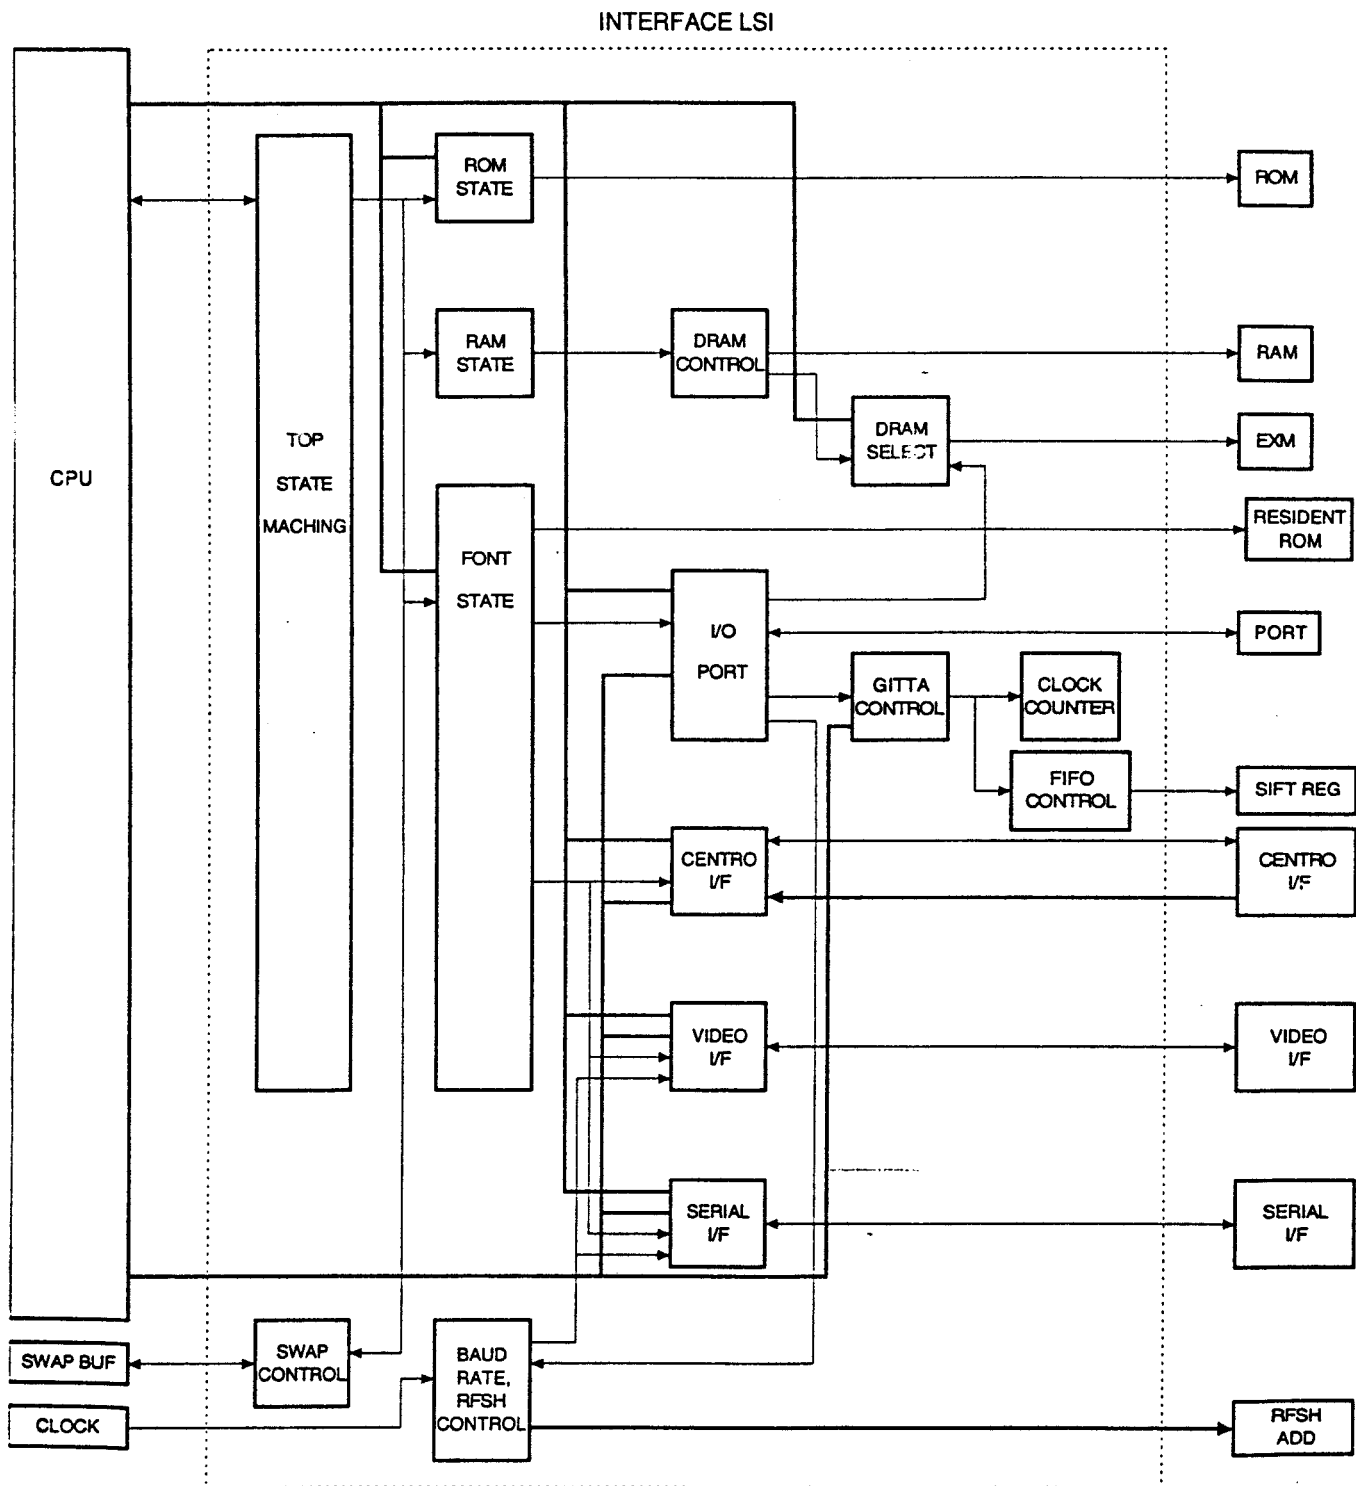 INTERFACE LSI
CPU
TOP
STATE
MACHING
ROM
STATE
ROM
RAM
STATE
DRAM
CONTROL
RAM
DRAM
SELECT
EXM
FONT
STATE
RESIDENT
ROM
I/O
PORT
PORT
GITTA
CONTROL
CLOCK
COUNTER
FIFO
CONTROL
SIFT REG
CENTRO
I/F
CENTRO
I/F
VIDEO
I/F
VIDEO
I/F
SERIAL
I/F
SERIAL
I/F
SWAP BUF
SWAP
CONTROL
BAUD
RATE,
RFSH
CONTROL
CLOCK
RFSH
ADD